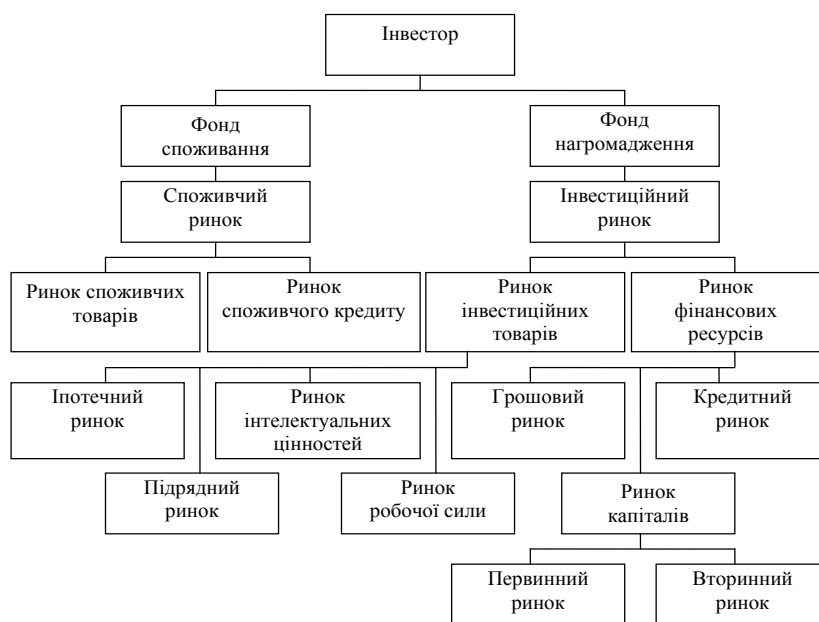 Інвестор
Фонд
споживання
Фонд
нагромадження
Споживчий
ринок
Інвестиційний
ринок
Ринок споживчих
товарів
Ринок
споживчого кредиту
Ринок
інвестиційних
товарів
Ринок
фінансових
ресурсів
Іпотечний
ринок
Ринок
інтелектуальних
цінностей
Грошовий
ринок
Кредитний
ринок
Підрядний
ринок
Ринок
робочої сили
Ринок
капіталів
Первинний
ринок
Вторинний
ринок